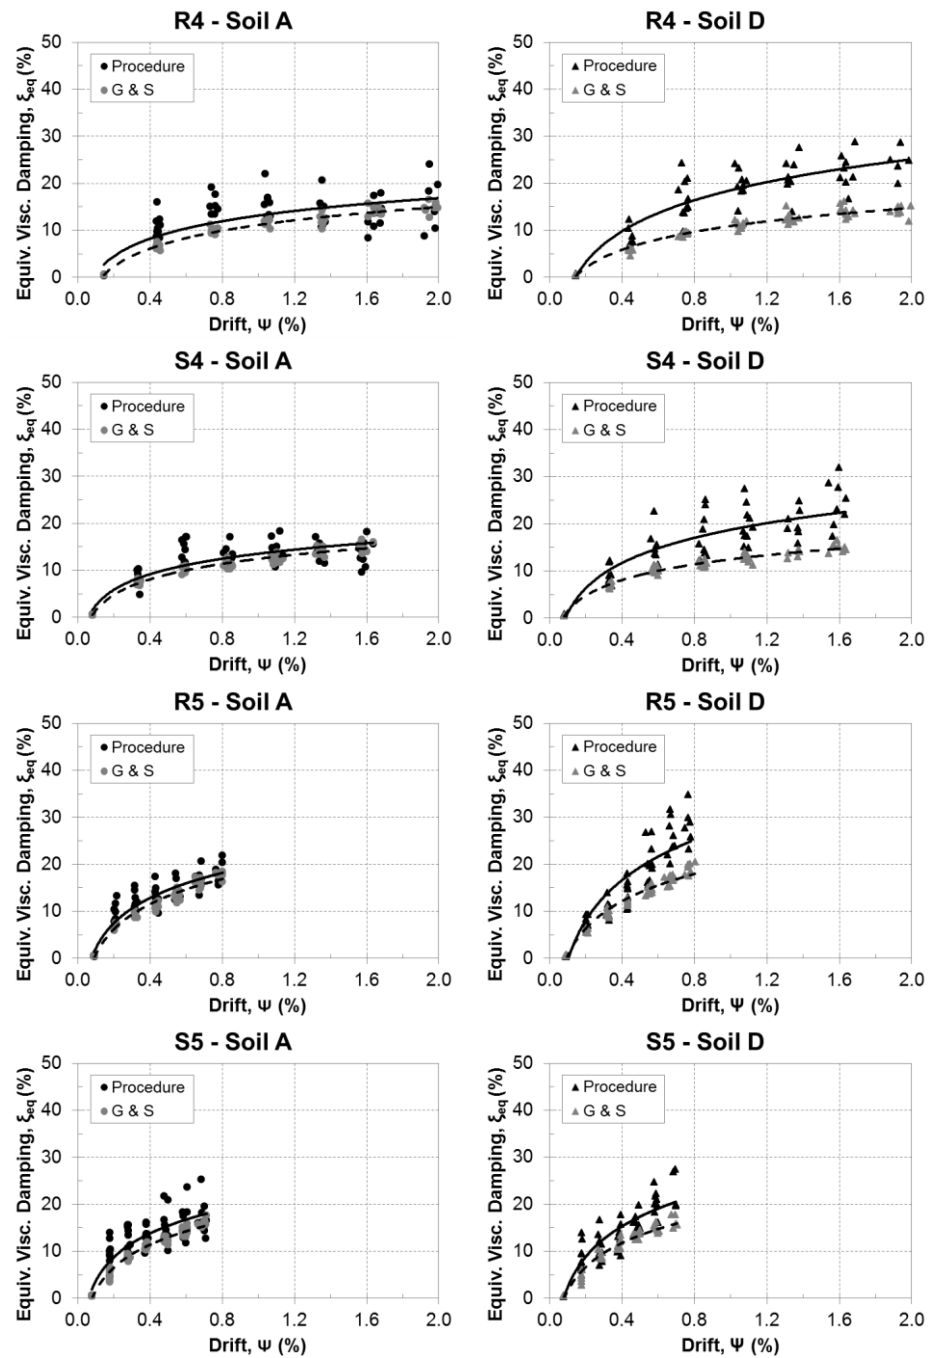 R4 - Soil A
Equiv. Visc. Damping, ξeq (%)
50
40
30
20
10
0
Procedure
G & S
0.0 0.4 0.8 1.2 1.6 2.0
Drift, Ψ (%)
R4 - Soil D
Equiv. Visc. Damping, ξeq (%)
50
40
30
20
10
0
Procedure
G & S
0.0 0.4 0.8 1.2 1.6 2.0
Drift, Ψ (%)
S4 - Soil A
Equiv. Visc. Damping, ξeq (%)
50
40
30
20
10
0
Procedure
G & S
0.0 0.4 0.8 1.2 1.6 2.0
Drift, Ψ (%)
S4 - Soil D
Equiv. Visc. Damping, ξeq (%)
50
40
30
20
10
0
Procedure
G & S
0.0 0.4 0.8 1.2 1.6 2.0
Drift, Ψ (%)
R5 - Soil A
Equiv. Visc. Damping, ξeq (%)
50
40
30
20
10
0
Procedure
G & S
0.0 0.4 0.8 1.2 1.6 2.0
Drift, Ψ (%)
R5 - Soil D
Equiv. Visc. Damping, ξeq (%)
50
40
30
20
10
0
Procedure
G & S
0.0 0.4 0.8 1.2 1.6 2.0
Drift, Ψ (%)
S5 - Soil A
Equiv. Visc. Damping, ξeq (%)
50
40
30
20
10
0
Procedure
G & S
0.0 0.4 0.8 1.2 1.6 2.0
Drift, Ψ (%)
S5 - Soil D
Equiv. Visc. Damping, ξeq (%)
50
40
30
20
10
0
Procedure
G & S
0.0 0.4 0.8 1.2 1.6 2.0
Drift, Ψ (%)